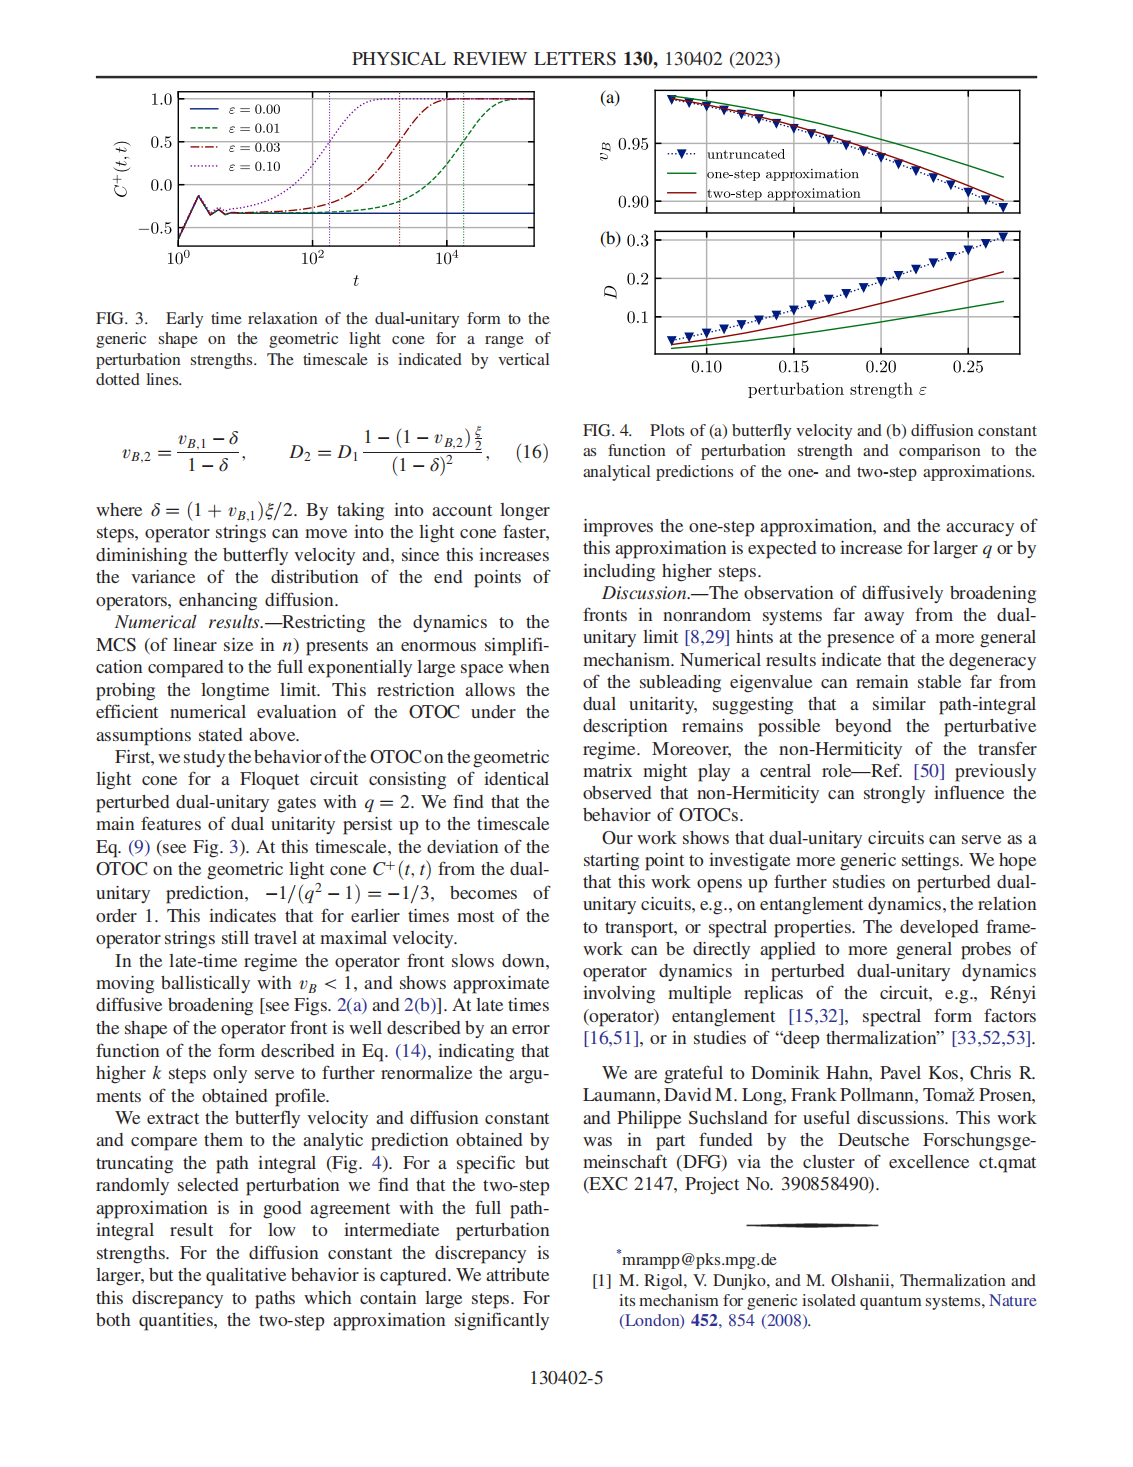 PHYSICAL REVIEW LETTERS 130, 130402 (2023)
1.0
0.5
0.0
−0.5
C⁺(t, t)
ε = 0.00
ε = 0.01
ε = 0.03
ε = 0.10
10⁰
10²
10⁴
t
FIG. 3. Early time relaxation of the dual-unitary form to the
generic shape on the geometric light cone for a range of
perturbation strengths. The timescale is indicated by vertical
dotted lines.
v_{B,2} = (v_{B,1} − δ)/(1 − δ), D₂ = D₁ (1 − (1 − v_{B,2}) ξ/2)/(1 − δ)², (16)
where δ = (1 + v_{B,1})ξ/2. By taking into account longer
steps, operator strings can move into the light cone faster,
diminishing the butterfly velocity and, since this increases
the variance of the distribution of the end points of
operators, enhancing diffusion.
Numerical results.—Restricting the dynamics to the
MCS (of linear size in n) presents an enormous simplifi-
cation compared to the full exponentially large space when
probing the longtime limit. This restriction allows the
efficient numerical evaluation of the OTOC under the
assumptions stated above.
First, we study the behavior of the OTOC on the geometric
light cone for a Floquet circuit consisting of identical
perturbed dual-unitary gates with q = 2. We find that the
main features of dual unitarity persist up to the timescale
Eq. (9) (see Fig. 3). At this timescale, the deviation of the
OTOC on the geometric light cone C⁺(t, t) from the dual-
unitary prediction, −1/(q² − 1) = −1/3, becomes of
order 1. This indicates that for earlier times most of the
operator strings still travel at maximal velocity.
In the late-time regime the operator front slows down,
moving ballistically with v_B < 1, and shows approximate
diffusive broadening [see Figs. 2(a) and 2(b)]. At late times
the shape of the operator front is well described by an error
function of the form described in Eq. (14), indicating that
higher k steps only serve to further renormalize the argu-
ments of the obtained profile.
We extract the butterfly velocity and diffusion constant
and compare them to the analytic prediction obtained by
truncating the path integral (Fig. 4). For a specific but
randomly selected perturbation we find that the two-step
approximation is in good agreement with the full path-
integral result for low to intermediate perturbation
strengths. For the diffusion constant the discrepancy is
larger, but the qualitative behavior is captured. We attribute
this discrepancy to paths which contain large steps. For
both quantities, the two-step approximation significantly
(a)
v_B
0.95
0.90
untruncated
one-step approximation
two-step approximation
(b)
D
0.3
0.2
0.1
0.10
0.15
0.20
0.25
perturbation strength ε
FIG. 4. Plots of (a) butterfly velocity and (b) diffusion constant
as function of perturbation strength and comparison to the
analytical predictions of the one- and two-step approximations.
improves the one-step approximation, and the accuracy of
this approximation is expected to increase for larger q or by
including higher steps.
Discussion.—The observation of diffusively broadening
fronts in nonrandom systems far away from the dual-
unitary limit [8,29] hints at the presence of a more general
mechanism. Numerical results indicate that the degeneracy
of the subleading eigenvalue can remain stable far from
dual unitarity, suggesting that a similar path-integral
description remains possible beyond the perturbative
regime. Moreover, the non-Hermiticity of the transfer
matrix might play a central role—Ref. [50] previously
observed that non-Hermiticity can strongly influence the
behavior of OTOCs.
Our work shows that dual-unitary circuits can serve as a
starting point to investigate more generic settings. We hope
that this work opens up further studies on perturbed dual-
unitary cicuits, e.g., on entanglement dynamics, the relation
to transport, or spectral properties. The developed frame-
work can be directly applied to more general probes of
operator dynamics in perturbed dual-unitary dynamics
involving multiple replicas of the circuit, e.g., Rényi
(operator) entanglement [15,32], spectral form factors
[16,51], or in studies of “deep thermalization” [33,52,53].
We are grateful to Dominik Hahn, Pavel Kos, Chris R.
Laumann, David M. Long, Frank Pollmann, Tomaž Prosen,
and Philippe Suchsland for useful discussions. This work
was in part funded by the Deutsche Forschungsge-
meinschaft (DFG) via the cluster of excellence ct.qmat
(EXC 2147, Project No. 390858490).
*mrampp@pks.mpg.de
[1] M. Rigol, V. Dunjko, and M. Olshanii, Thermalization and
its mechanism for generic isolated quantum systems, Nature
(London) 452, 854 (2008).
130402-5